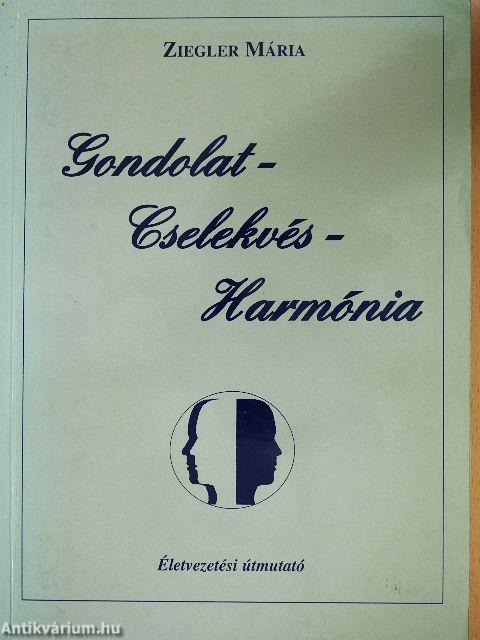 ZIEGLER MÁRIA
Gondolat -
Cselekvés -
Harmónia
Életvezetési útmutató
Antikvárium.hu